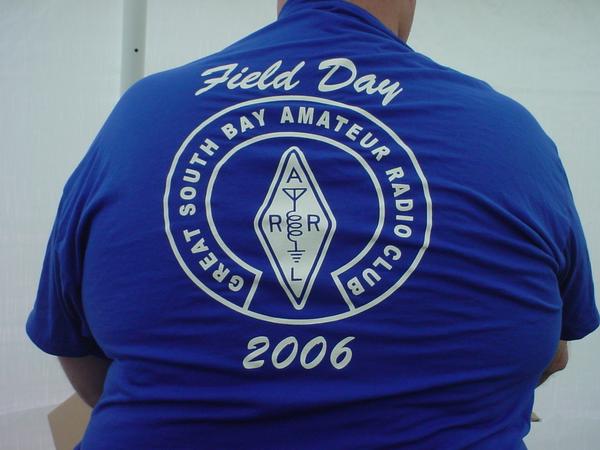 Field Day
GREAT SOUTH BAY AMATEUR RADIO CLUB
A
R R
L
2006